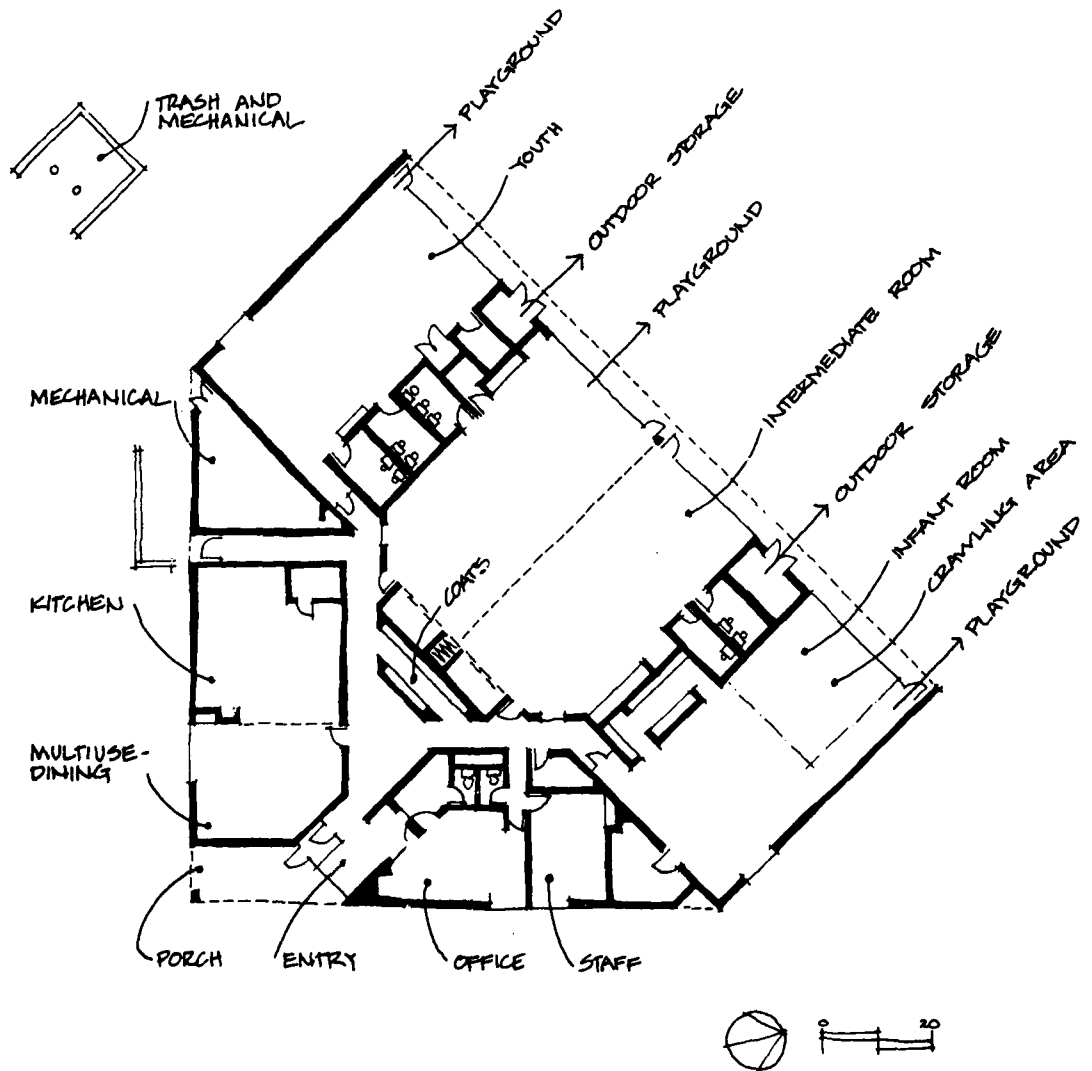 PLAYGROUND
TRASH AND
MECHANICAL
YOUTH
OUTDOOR STORAGE
PLAYGROUND
INTERMEDIATE ROOM
OUTDOOR STORAGE
INFANT ROOM
CRAWLING AREA
PLAYGROUND
MECHANICAL
COATS
KITCHEN
MULTIUSE-
DINING
PORCH
ENTRY
OFFICE
STAFF
0 20